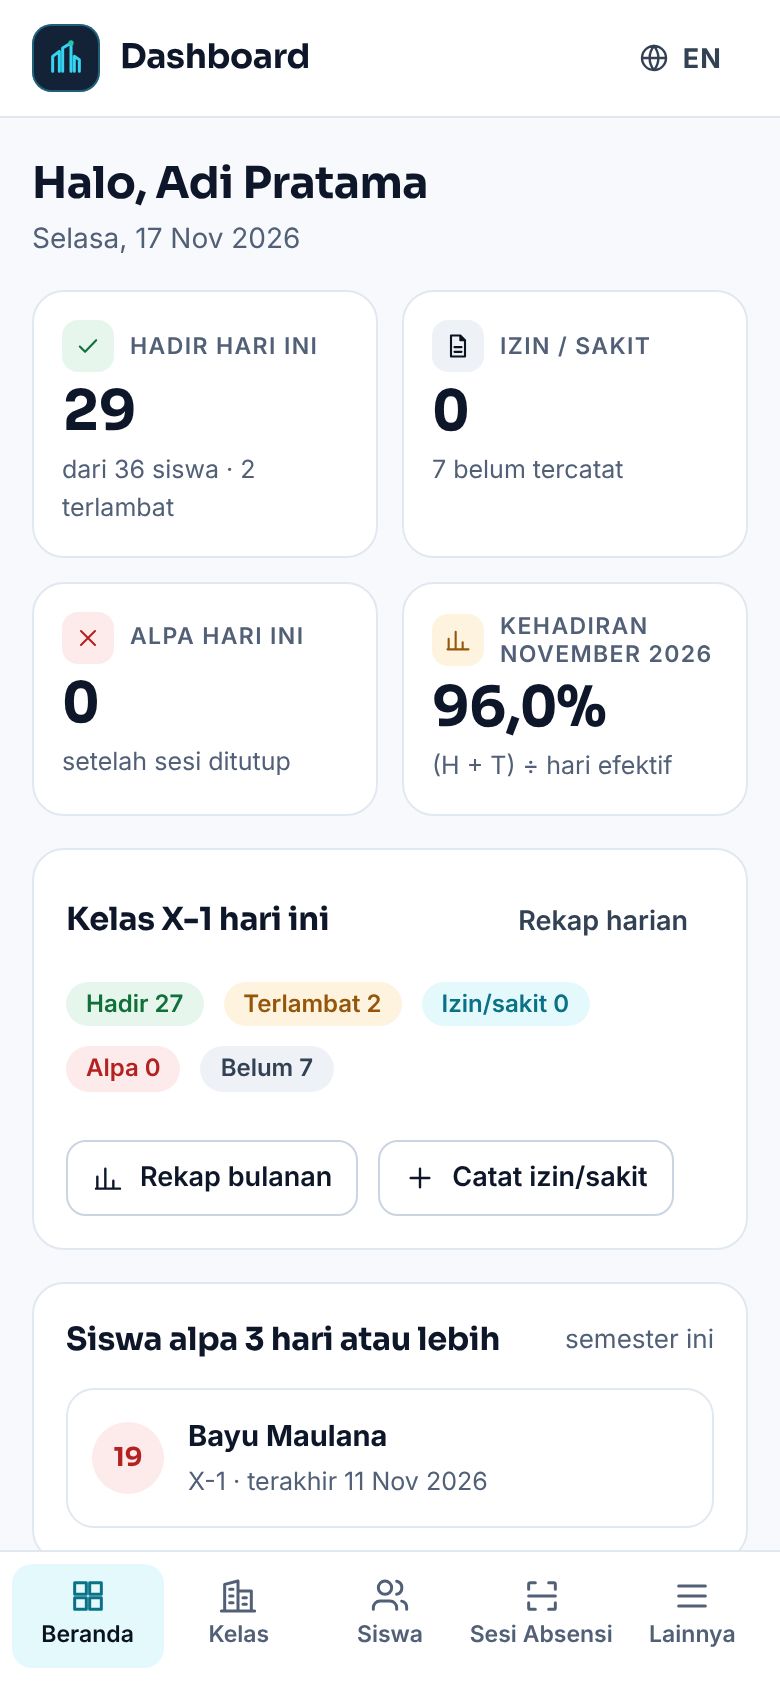 Dashboard
EN
Halo, Adi Pratama
Selasa, 17 Nov 2026
HADIR HARI INI
29
dari 36 siswa · 2
terlambat
IZIN / SAKIT
0
7 belum tercatat
ALPA HARI INI
0
setelah sesi ditutup
KEHADIRAN
NOVEMBER 2026
96,0%
(H + T) ÷ hari efektif
Kelas X-1 hari ini
Rekap harian
Hadir 27
Terlambat 2
Izin/sakit 0
Alpa 0
Belum 7
Rekap bulanan
Catat izin/sakit
Siswa alpa 3 hari atau lebih
semester ini
19
Bayu Maulana
X-1 · terakhir 11 Nov 2026
Beranda
Kelas
Siswa
Sesi Absensi
Lainnya